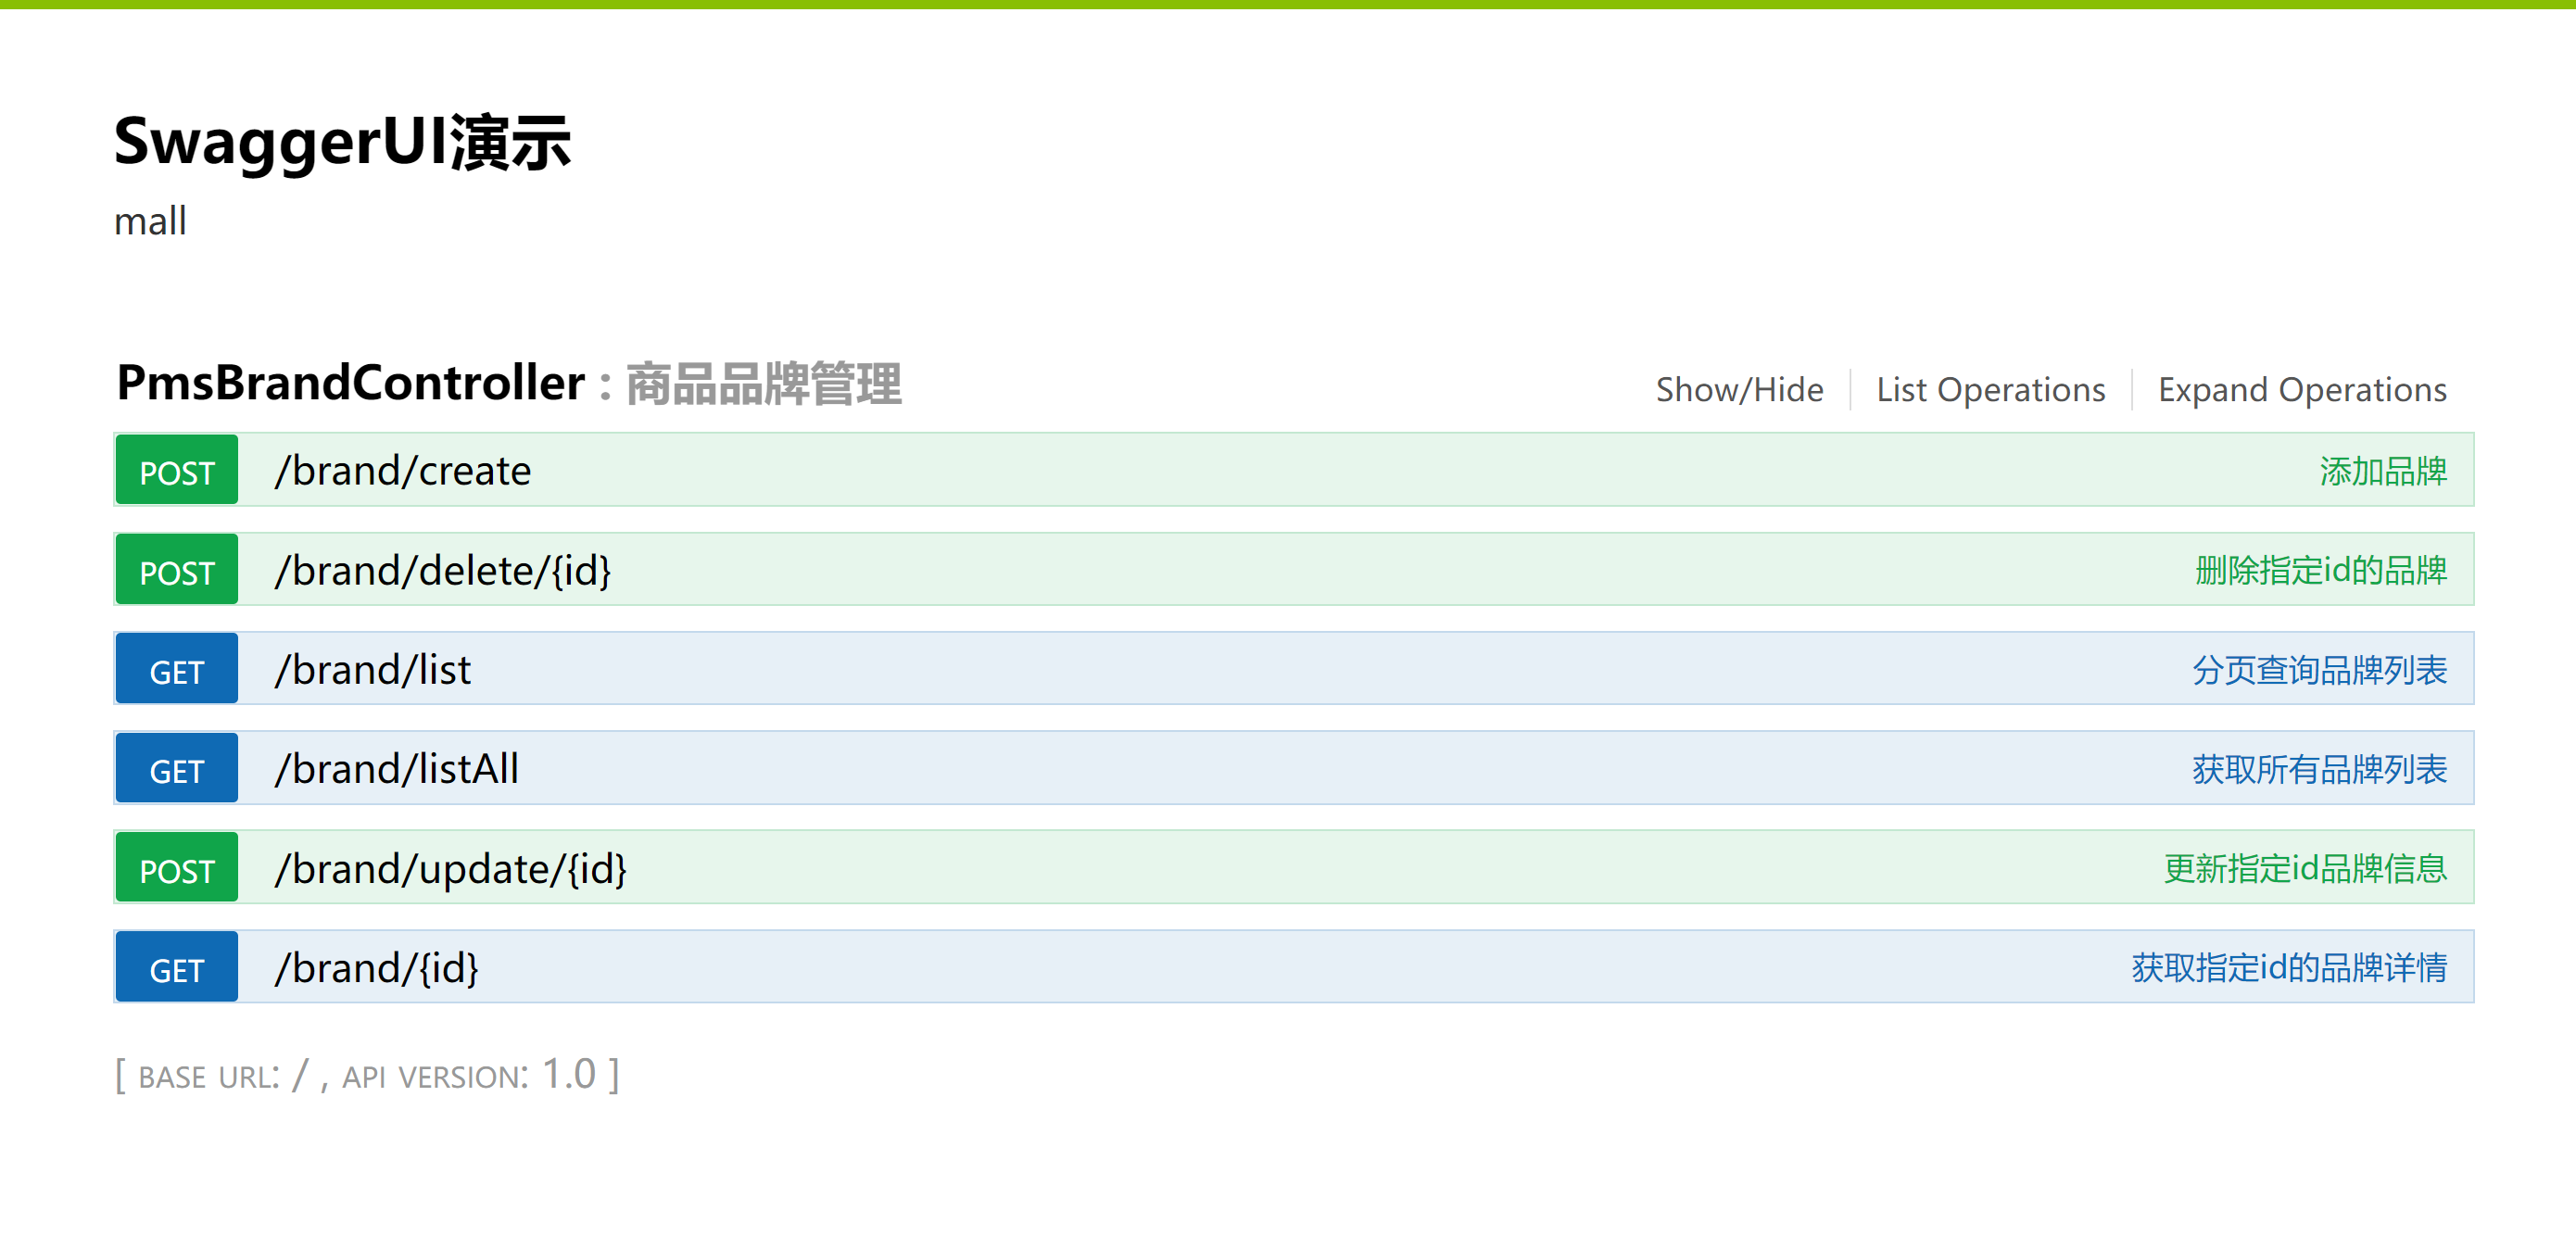 SwaggerUI演示
mall
PmsBrandController : 商品品牌管理 Show/Hide List Operations Expand Operations
POST /brand/create 添加品牌
POST /brand/delete/{id} 删除指定id的品牌
GET /brand/list 分页查询品牌列表
GET /brand/listAll 获取所有品牌列表
POST /brand/update/{id} 更新指定id品牌信息
GET /brand/{id} 获取指定id的品牌详情
[ BASE URL: / , API VERSION: 1.0 ]